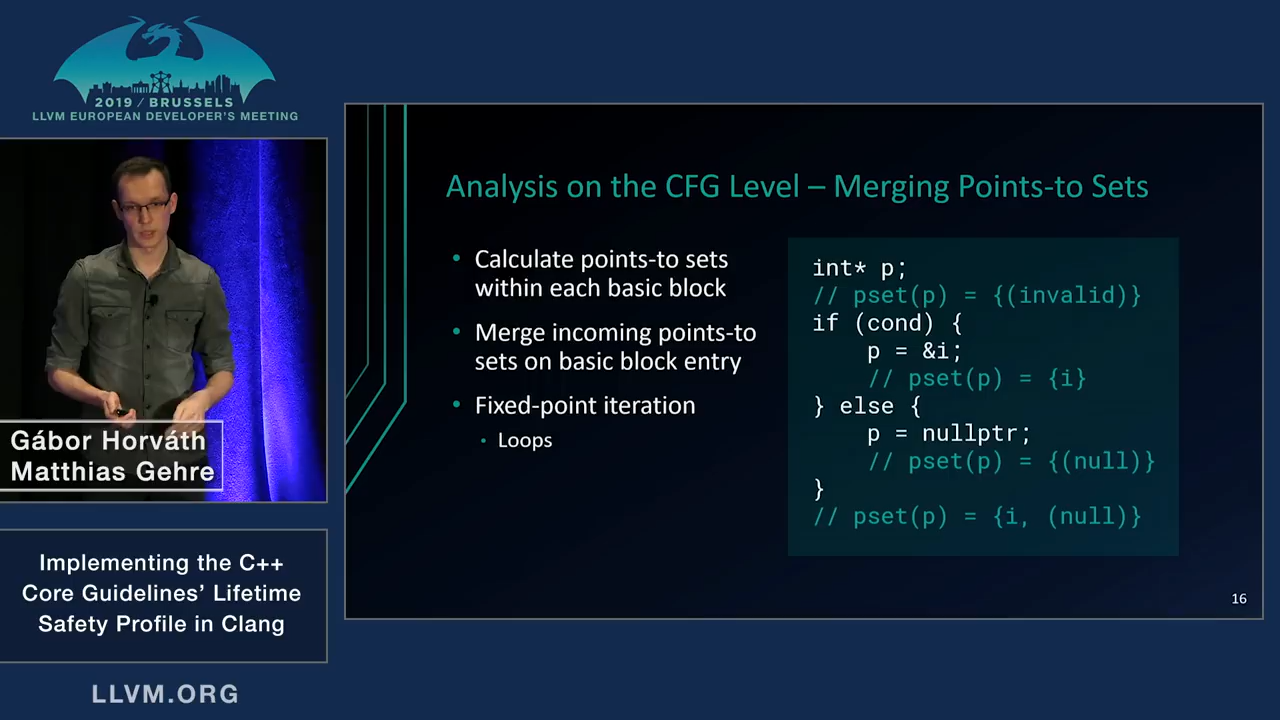 2019 / BRUSSELS
LLVM EUROPEAN DEVELOPER'S MEETING
Gábor Horváth
Matthias Gehre
Implementing the C++
Core Guidelines' Lifetime
Safety Profile in Clang
LLVM.ORG
Analysis on the CFG Level – Merging Points-to Sets
• Calculate points-to sets
within each basic block
• Merge incoming points-to
sets on basic block entry
• Fixed-point iteration
• Loops
int* p;
// pset(p) = {(invalid)}
if (cond) {
    p = &i;
    // pset(p) = {i}
} else {
    p = nullptr;
    // pset(p) = {(null)}
}
// pset(p) = {i, (null)}
16